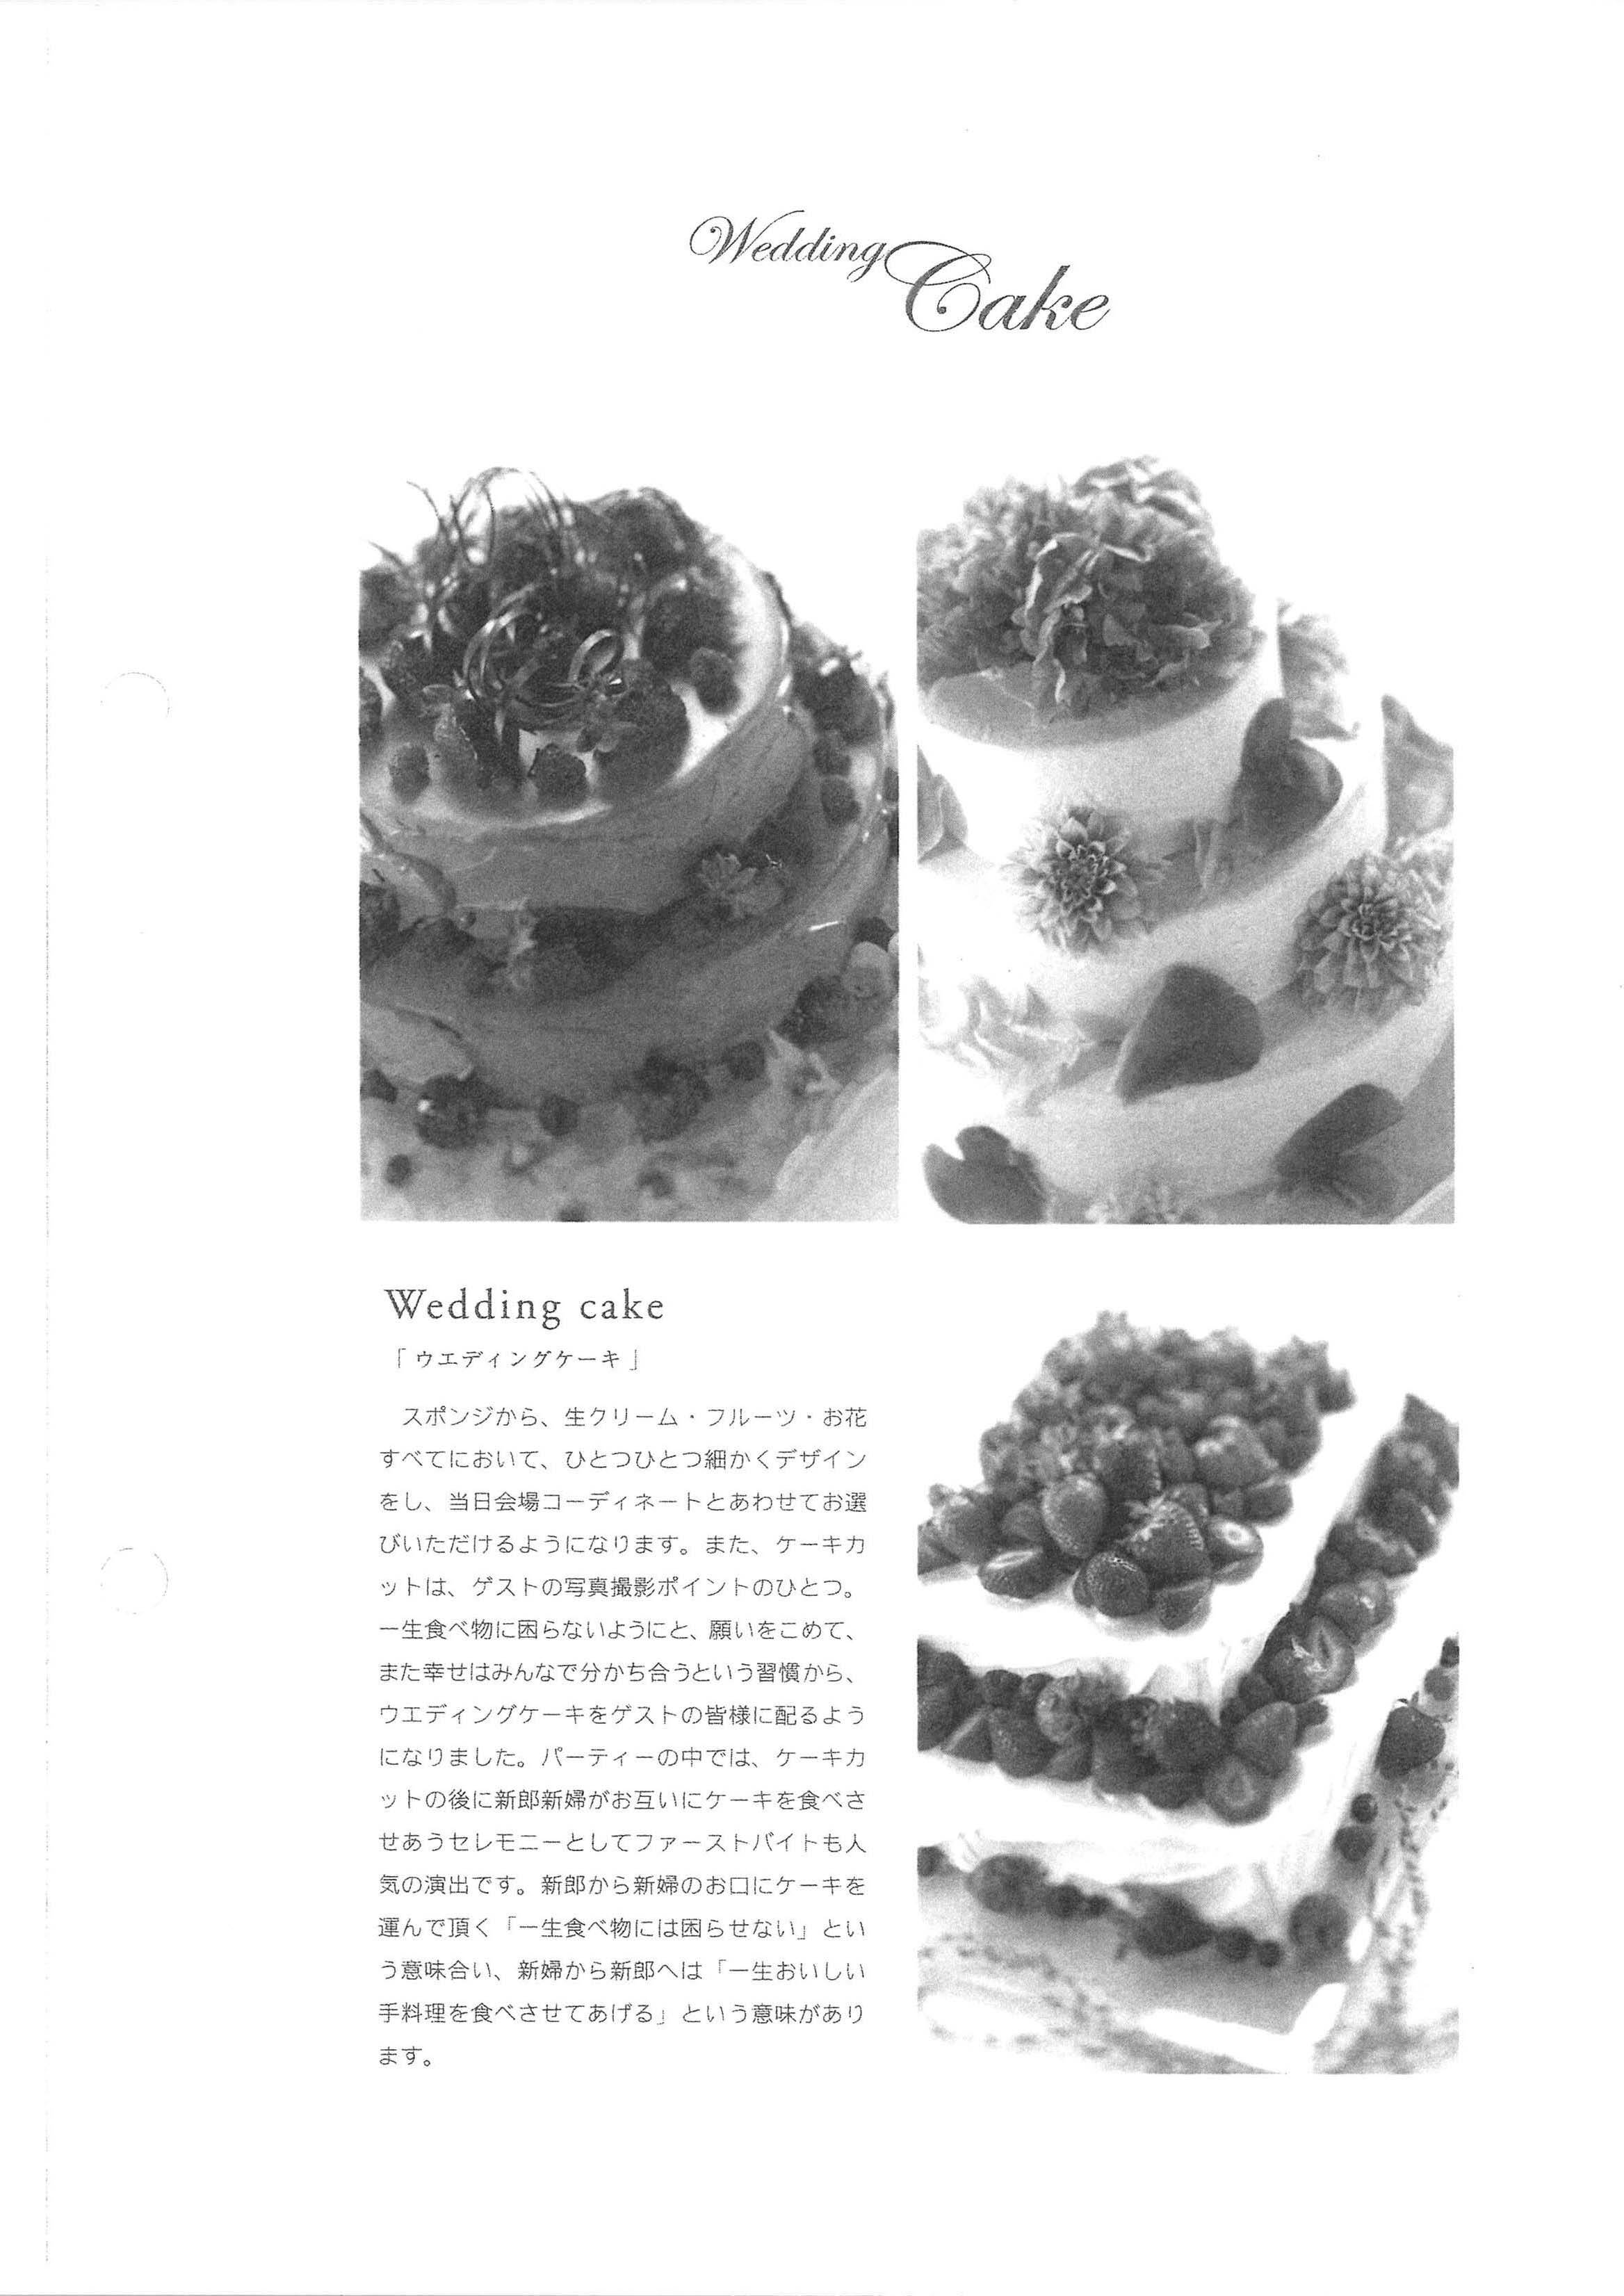 Wedding
Cake
Wedding cake
「ウエディングケーキ」
スポンジから、生クリーム・フルーツ・お花
すべてにおいて、ひとつひとつ細かくデザイン
をし、当日会場コーディネートとあわせてお選
びいただけるようになります。また、ケーキカ
ットは、ゲストの写真撮影ポイントのひとつ。
一生食べ物に困らないようにと、願いをこめて、
また幸せはみんなで分かち合うという習慣から、
ウエディングケーキをゲストの皆様に配るよう
になりました。パーティーの中では、ケーキカ
ットの後に新郎新婦がお互いにケーキを食べさ
せあうセレモニーとしてファーストバイトも人
気の演出です。新郎から新婦のお口にケーキを
運んで頂く「一生食べ物には困らせない」とい
う意味合い、新婦から新郎へは「一生おいしい
手料理を食べさせてあげる」という意味があり
ます。